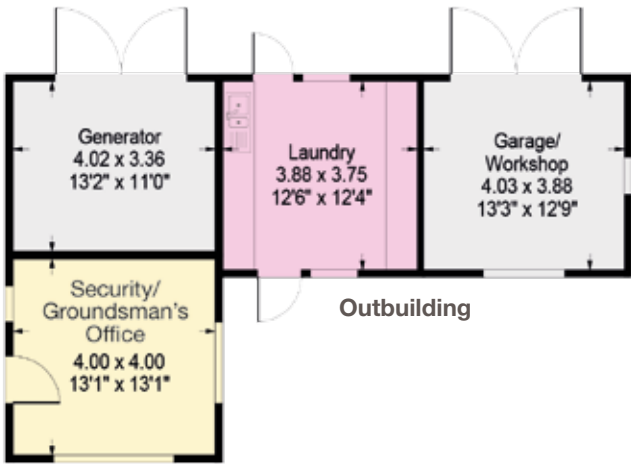 Generator
4.02 x 3.36
13'2" x 11'0"
Laundry
3.88 x 3.75
12'6" x 12'4"
Garage/
Workshop
4.03 x 3.88
13'3" x 12'9"
Security/
Groundsman's
Office
4.00 x 4.00
13'1" x 13'1"
Outbuilding